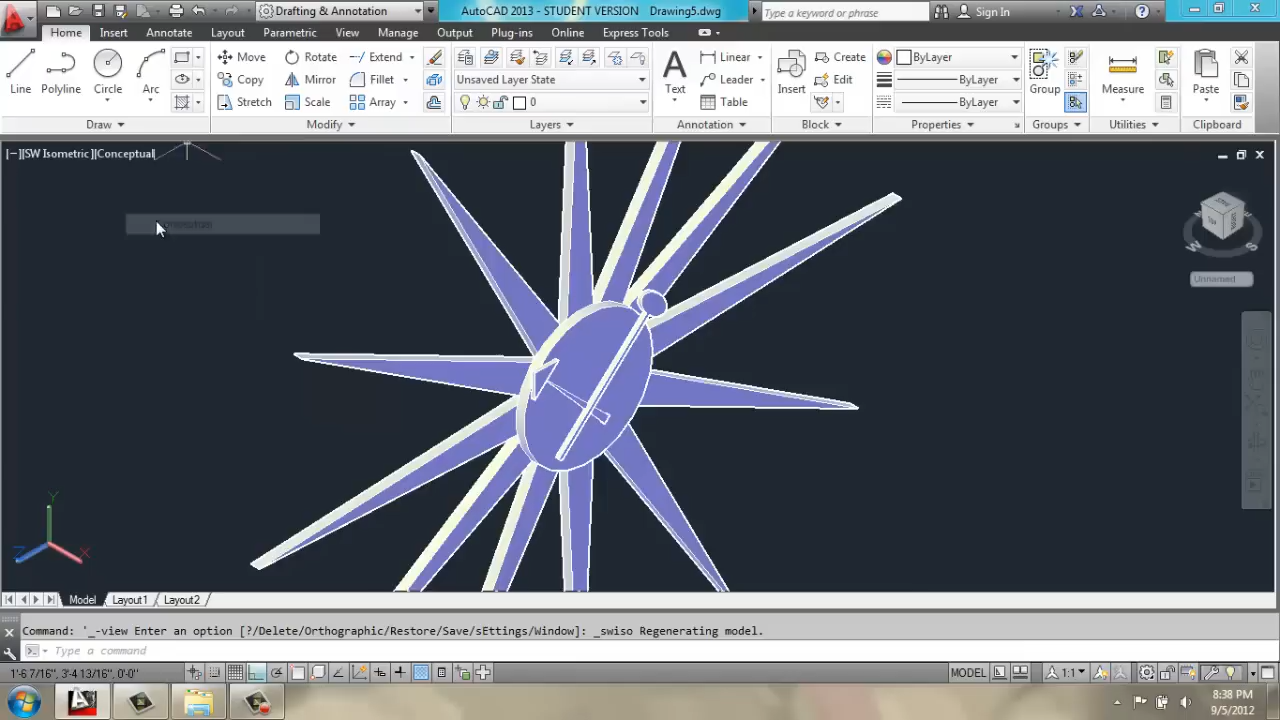 Drafting & Annotation
AutoCAD 2013 - STUDENT VERSION Drawing5.dwg
Type a keyword or phrase
Sign In
Home Insert Annotate Layout Parametric View Manage Output Plug-ins Online Express Tools
Line Polyline Circle Arc
Move Rotate Extend
Copy Mirror Fillet
Stretch Scale Array
Unsaved Layer State
0
Text
Linear
Leader
Table
Insert
Create
Edit
ByLayer
ByLayer
ByLayer
Group
Measure
Paste
Draw Modify Layers Annotation Block Properties Groups Utilities Clipboard
[−][SW Isometric][Conceptual]
W S
Unnamed
Y
Z X
Model Layout1 Layout2
Command: '_-view Enter an option [?/Delete/Orthographic/Restore/Save/sEttings/Window]: _swiso Regenerating model.
Type a command
1'-6 7/16", 3'-4 13/16", 0'-0"
MODEL
1:1
8:38 PM
9/5/2012